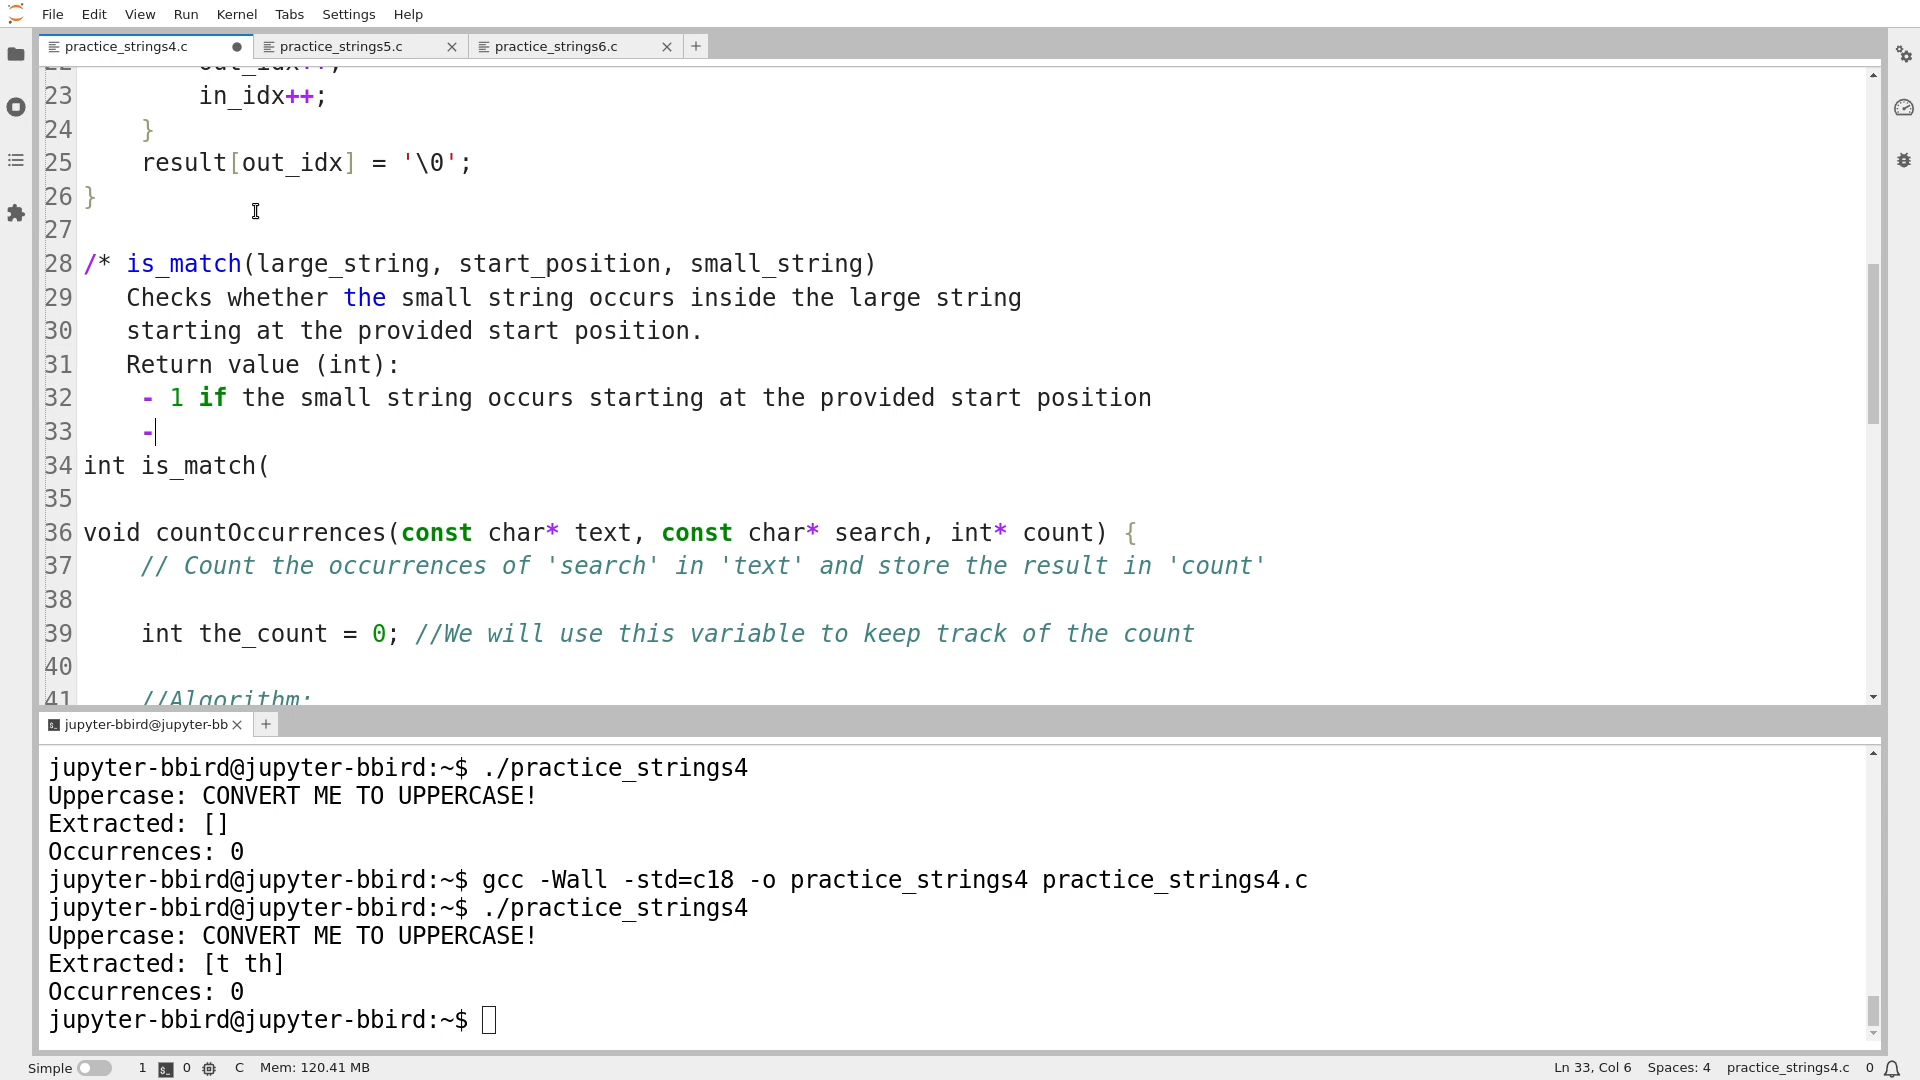 File Edit View Run Kernel Tabs Settings Help
practice_strings4.c practice_strings5.c practice_strings6.c
22 out_idx++;
23 in_idx++;
24 }
25 result[out_idx] = '\0';
26 }
27
28 /* is_match(large_string, start_position, small_string)
29 Checks whether the small string occurs inside the large string
30 starting at the provided start position.
31 Return value (int):
32 - 1 if the small string occurs starting at the provided start position
33 -
34 int is_match(
35
36 void countOccurrences(const char* text, const char* search, int* count) {
37 // Count the occurrences of 'search' in 'text' and store the result in 'count'
38
39 int the_count = 0; //We will use this variable to keep track of the count
40
41 //Algorithm:
jupyter-bbird@jupyter-bb
jupyter-bbird@jupyter-bbird:~$ ./practice_strings4
Uppercase: CONVERT ME TO UPPERCASE!
Extracted: []
Occurrences: 0
jupyter-bbird@jupyter-bbird:~$ gcc -Wall -std=c18 -o practice_strings4 practice_strings4.c
jupyter-bbird@jupyter-bbird:~$ ./practice_strings4
Uppercase: CONVERT ME TO UPPERCASE!
Extracted: [t th]
Occurrences: 0
jupyter-bbird@jupyter-bbird:~$
Simple 1 0 C Mem: 120.41 MB Ln 33, Col 6 Spaces: 4 practice_strings4.c 0